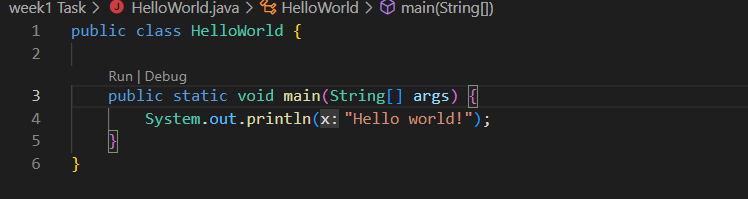 week1 Task > HelloWorld.java > HelloWorld > main(String[])
1 public class HelloWorld {
2
Run | Debug
3 public static void main(String[] args) {
4 System.out.println(x: "Hello world!");
5 }
6 }